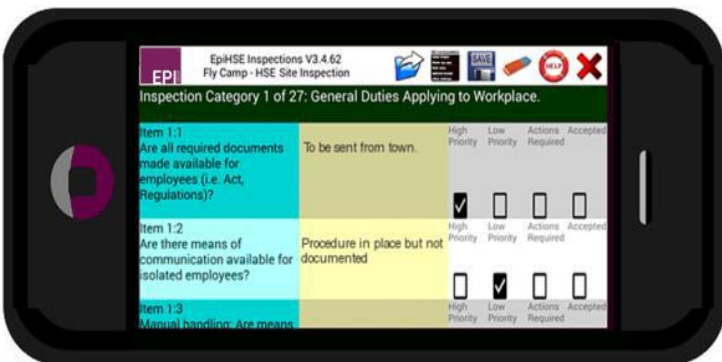 EPI
EpiHSE Inspections V3.4.62
Fly Camp - HSE Site Inspection
SAVE
HELP
Inspection Category 1 of 27: General Duties Applying to Workplace.
Item 1:1
Are all required documents
made available for
employees (i.e. Act,
Regulations)?
To be sent from town.
High Priority
Low Priority
Actions Required
Accepted
Item 1:2
Are there means of
communication available for
isolated employees?
Procedure in place but not
documented
High Priority
Low Priority
Actions Required
Accepted
Item 1:3
Manual handling: Are means
High Priority
Low Priority
Actions Required
Accepted